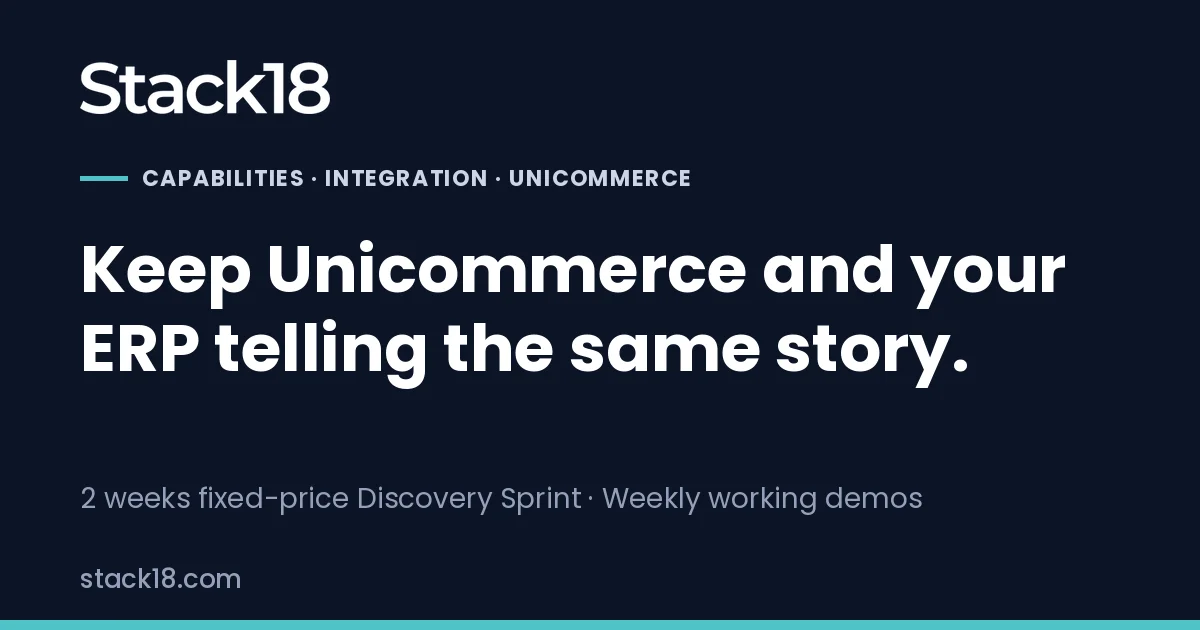 Stack18
CAPABILITIES · INTEGRATION · UNICOMMERCE
Keep Unicommerce and your
ERP telling the same story.
2 weeks fixed-price Discovery Sprint · Weekly working demos
stack18.com